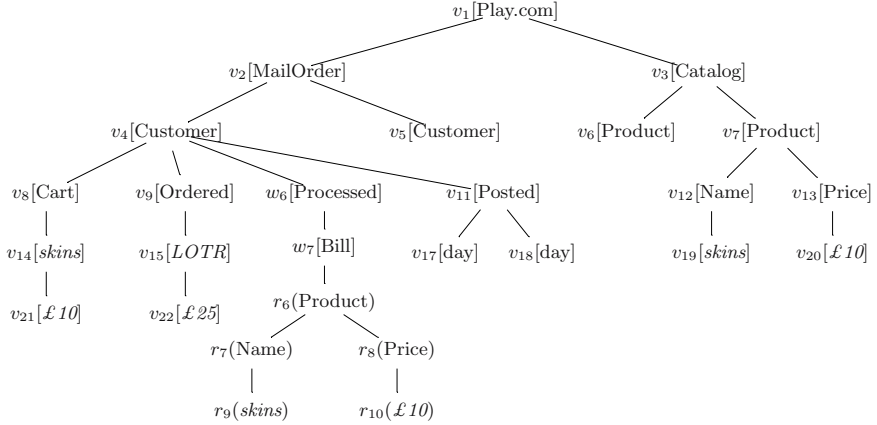 v₁[Play.com]
v₂[MailOrder] v₃[Catalog]
v₄[Customer] v₅[Customer] v₆[Product] v₇[Product]
v₈[Cart] v₉[Ordered] w₆[Processed] v₁₁[Posted] v₁₂[Name] v₁₃[Price]
v₁₄[skins] v₁₅[LOTR] w₇[Bill] v₁₇[day] v₁₈[day] v₁₉[skins] v₂₀[£10]
v₂₁[£10] v₂₂[£25] r₆(Product)
r₇(Name) r₈(Price)
r₉(skins) r₁₀(£10)